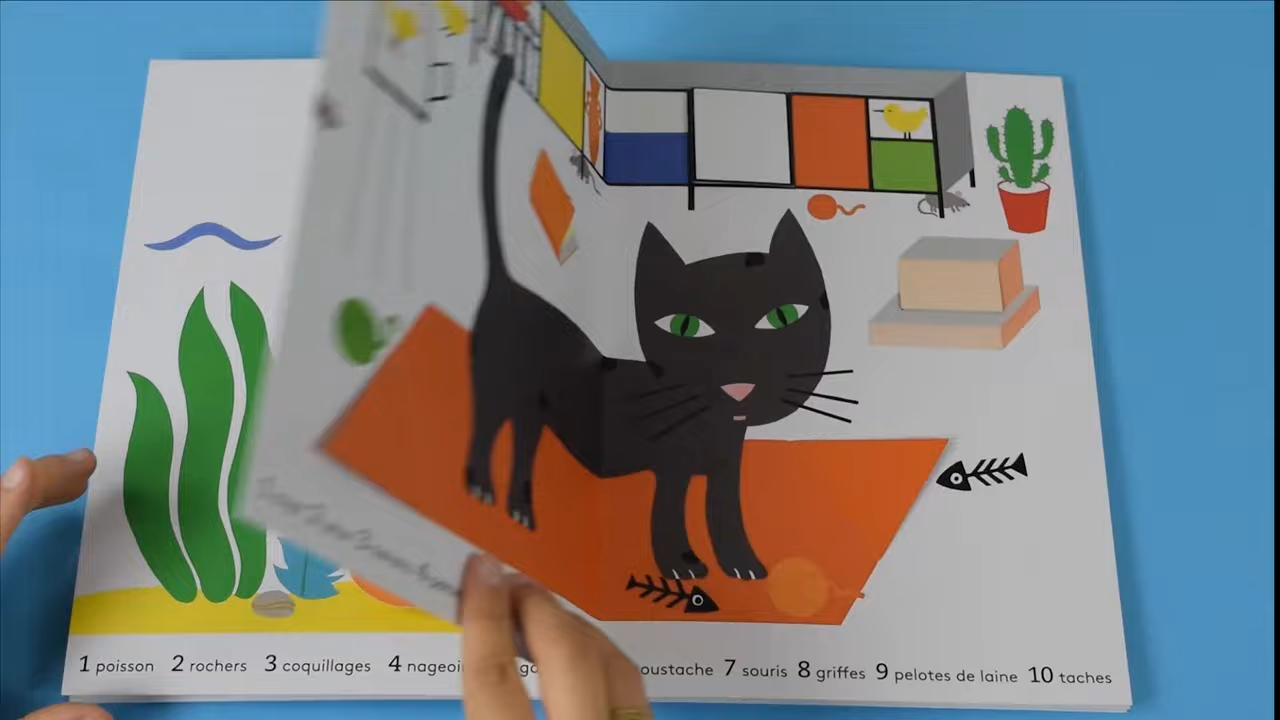 1 poisson 2 rochers 3 coquillages 4 nageoi go oustache 7 souris 8 griffes 9 pelotes de laine 10 taches